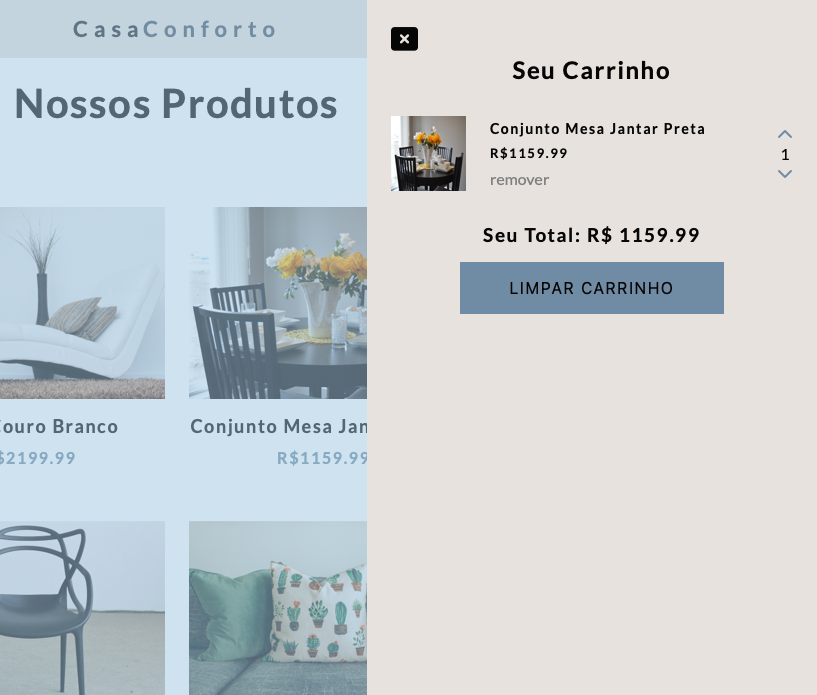 CasaConforto
Nossos Produtos
Couro Branco
$2199.99
Conjunto Mesa Jan
R$1159.99
Seu Carrinho
Conjunto Mesa Jantar Preta
R$1159.99
remover
1
Seu Total: R$ 1159.99
LIMPAR CARRINHO